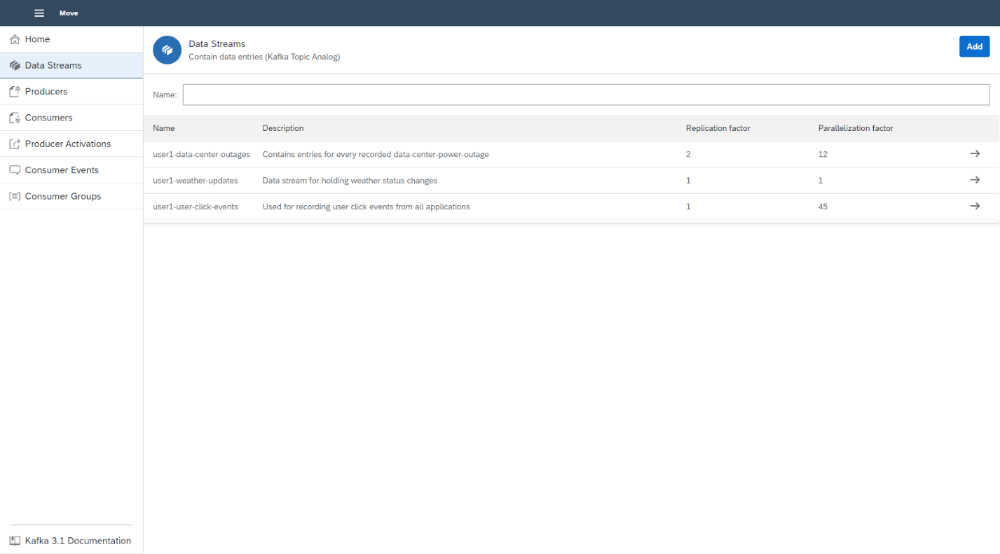 Move
Home
Data Streams
Producers
Consumers
Producer Activations
Consumer Events
Consumer Groups
Kafka 3.1 Documentation
Data Streams
Contain data entries (Kafka Topic Analog)
Add
Name:
Name Description Replication factor Parallelization factor
user1-data-center-outages Contains entries for every recorded data-center-power-outage 2 12
user1-weather-updates Data stream for holding weather status changes 1 1
user1-user-click-events Used for recording user click events from all applications 1 45